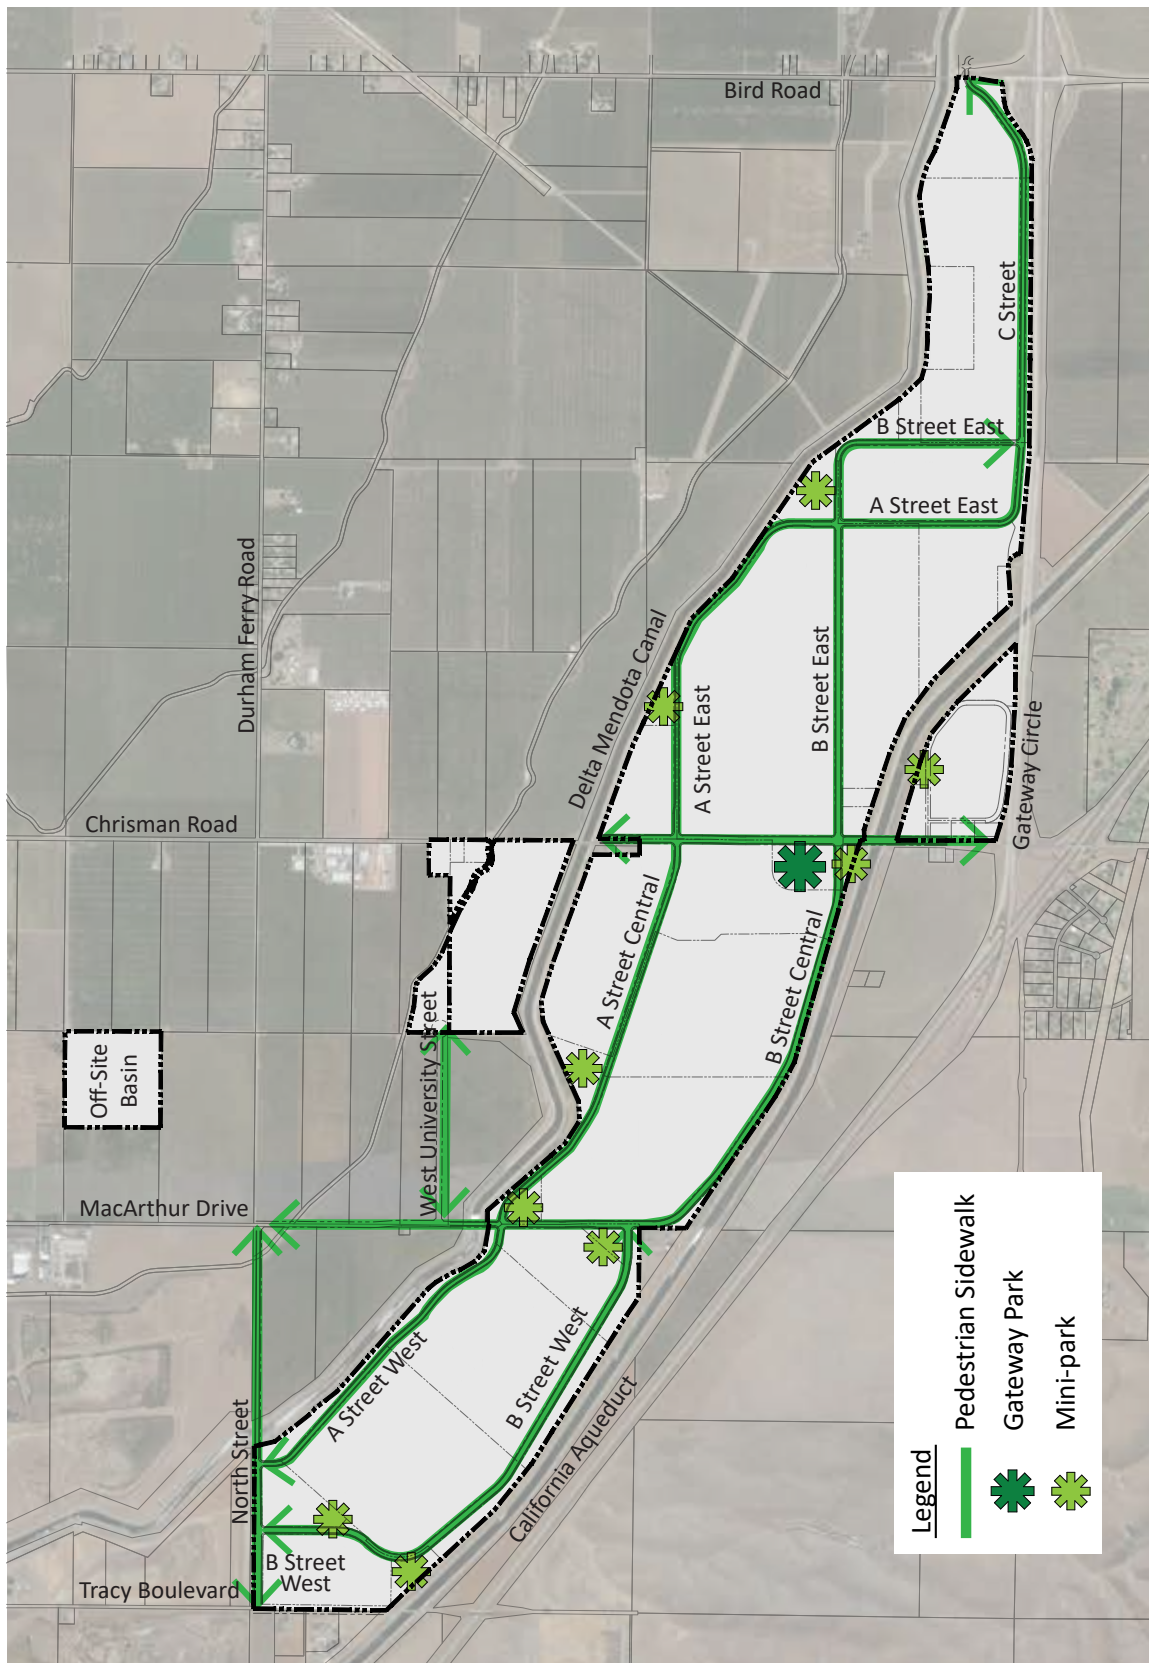 Bird Road
C Street
B Street East
A Street East
Durham Ferry Road
Delta Mendota Canal
A Street East
B Street East
Gateway Circle
Chrisman Road
A Street Central
B Street Central
West University Street
Off-Site
Basin
MacArthur Drive
A Street West
B Street West
California Aqueduct
North Street
B Street
West
Tracy Boulevard
Legend
Pedestrian Sidewalk
Gateway Park
Mini-park